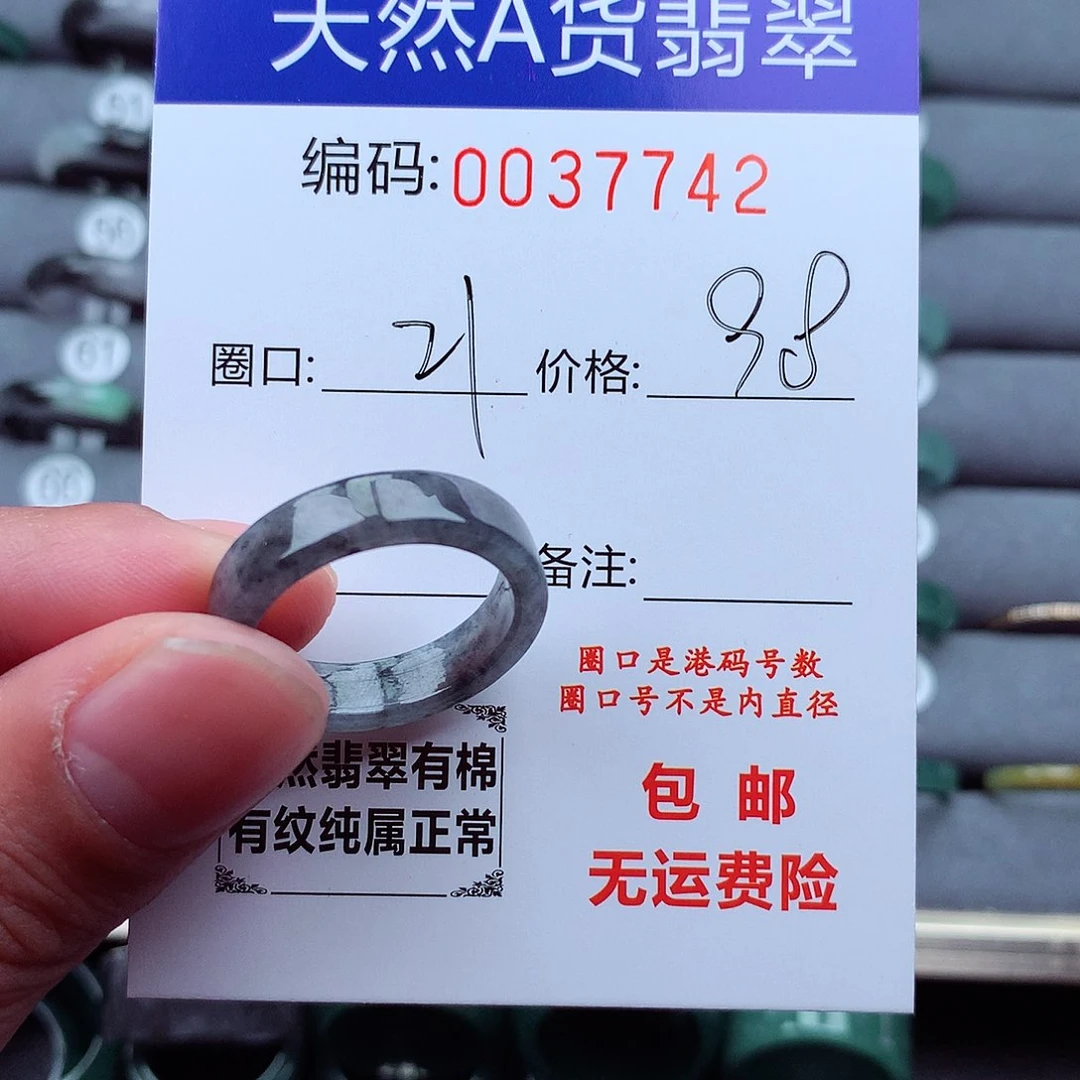 天然A货翡翠
编码:0037742
圈口: 21 价格: 98
备注:
圈口是港码号数
圈口号不是内直径
然翡翠有棉
有纹纯属正常
包 邮
无运费险
61